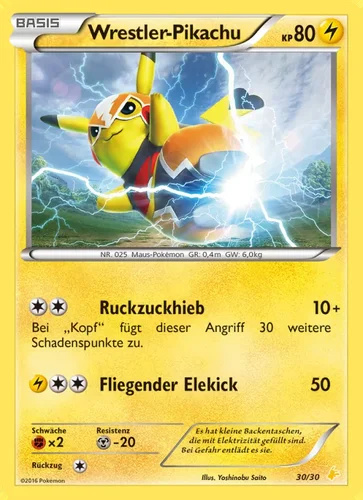 BASIS
Wrestler-Pikachu
KP80
NR. 025 Maus-Pokémon GR: 0,4m GW: 6,0kg
Ruckzuckhieb 10+
Bei „Kopf“ fügt dieser Angriff 30 weitere
Schadenspunkte zu.
Fliegender Elekick 50
Schwäche
×2
Resistenz
-20
Rückzug
Es hat kleine Backentaschen,
die mit Elektrizität gefüllt sind.
Bei Gefahr entlädt es sie.
©2016 Pokémon
Illus. Yoshinobu Saito
30/30